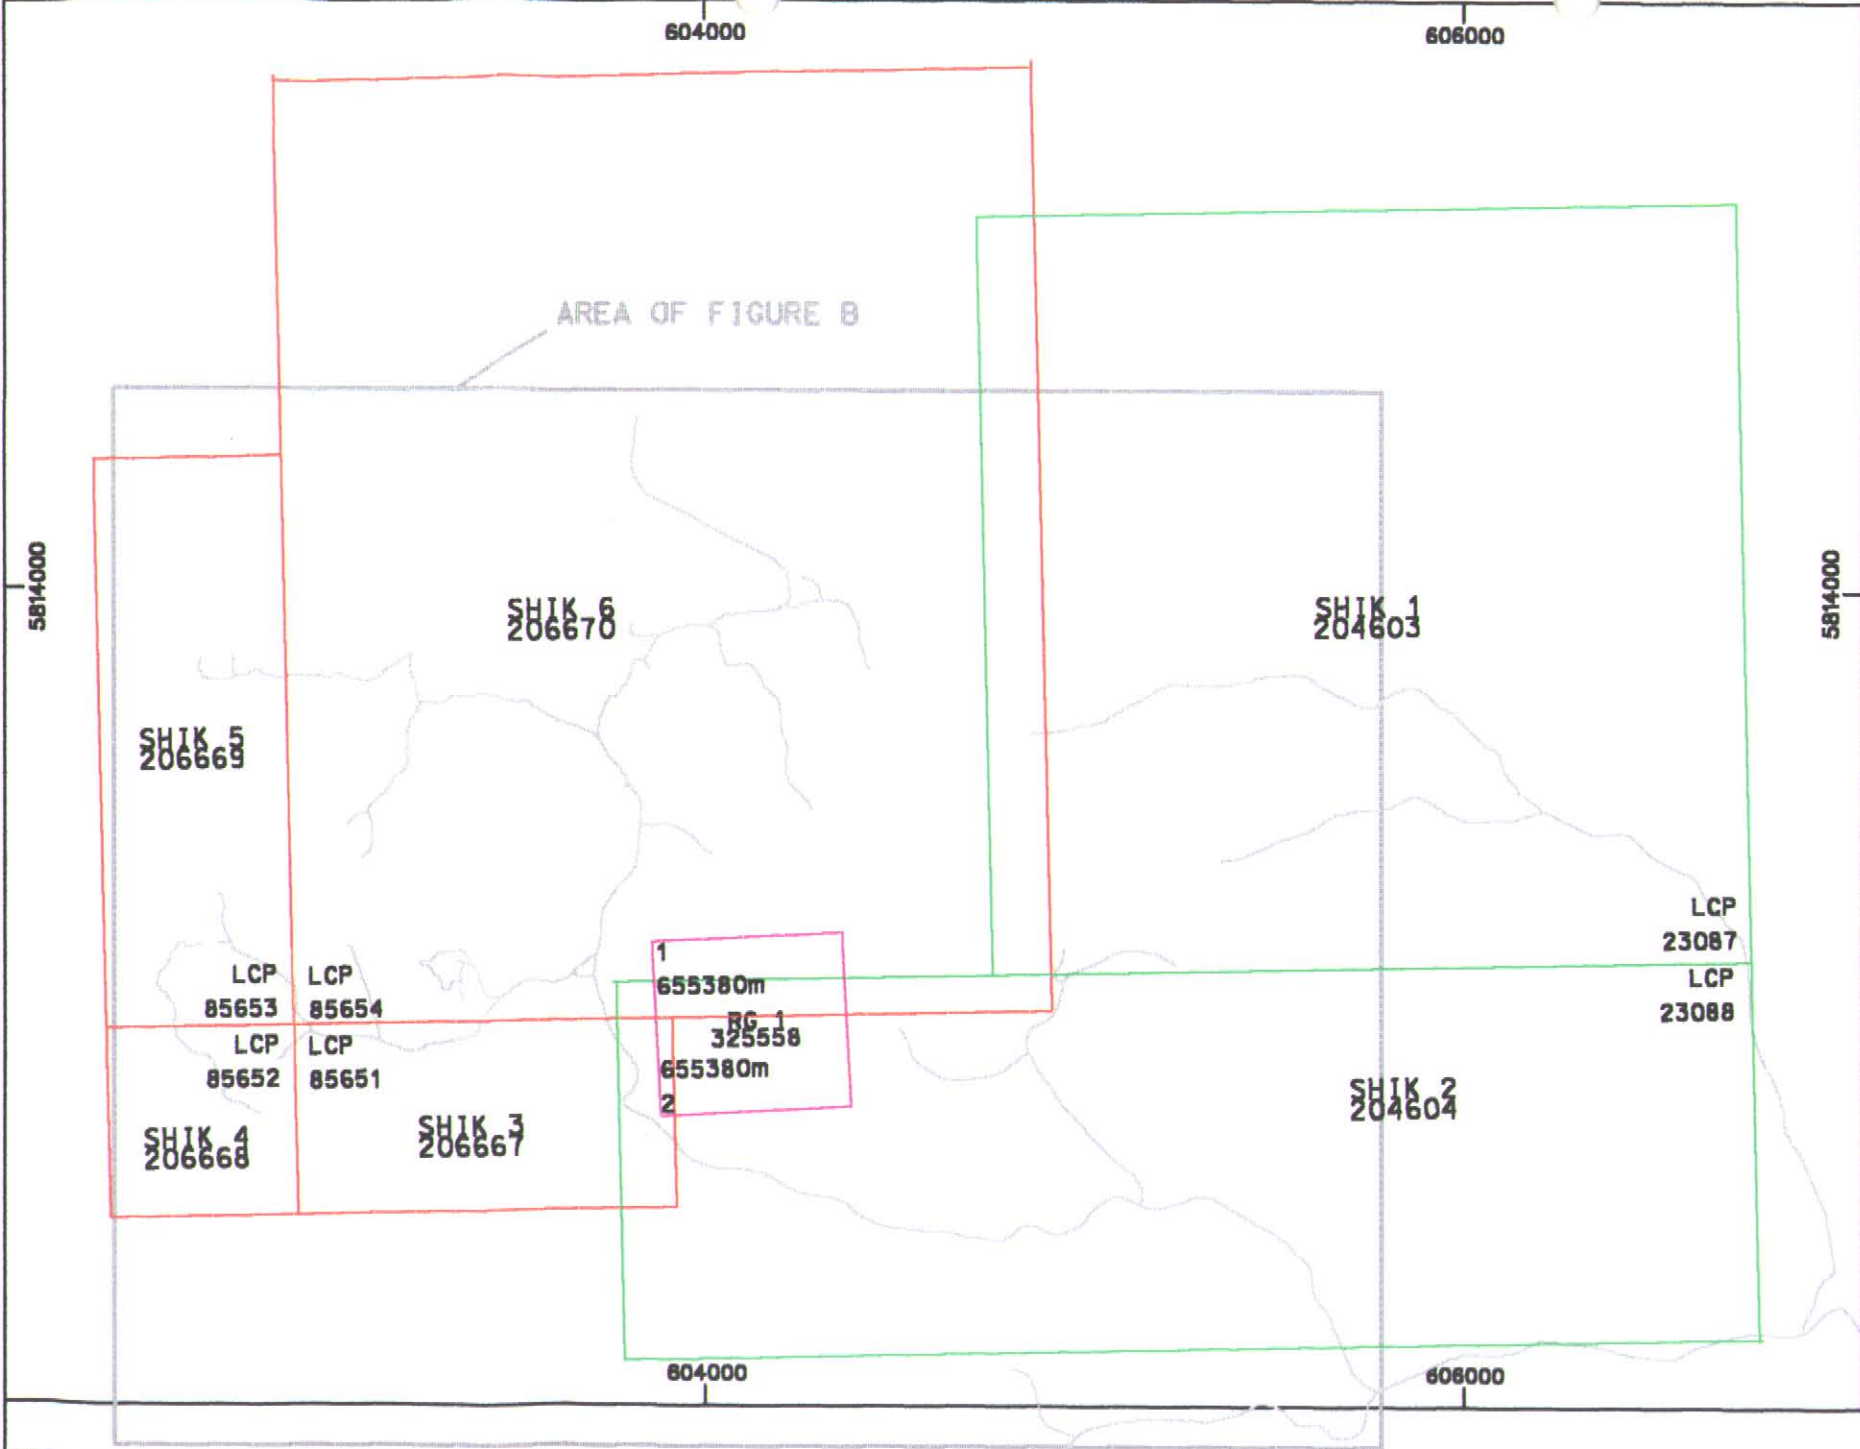 604000
606000
AREA OF FIGURE B
5814000
5814000
SHIK 6
206670
SHIK 1
204603
SHIK 5
206669
LCP
23087
LCP
23088
1
655380m
RG 1
325558
655380m
2
LCP
85653
LCP
85654
LCP
85652
LCP
85651
SHIK 2
204604
SHIK 3
206667
SHIK 4
206668
604000
606000